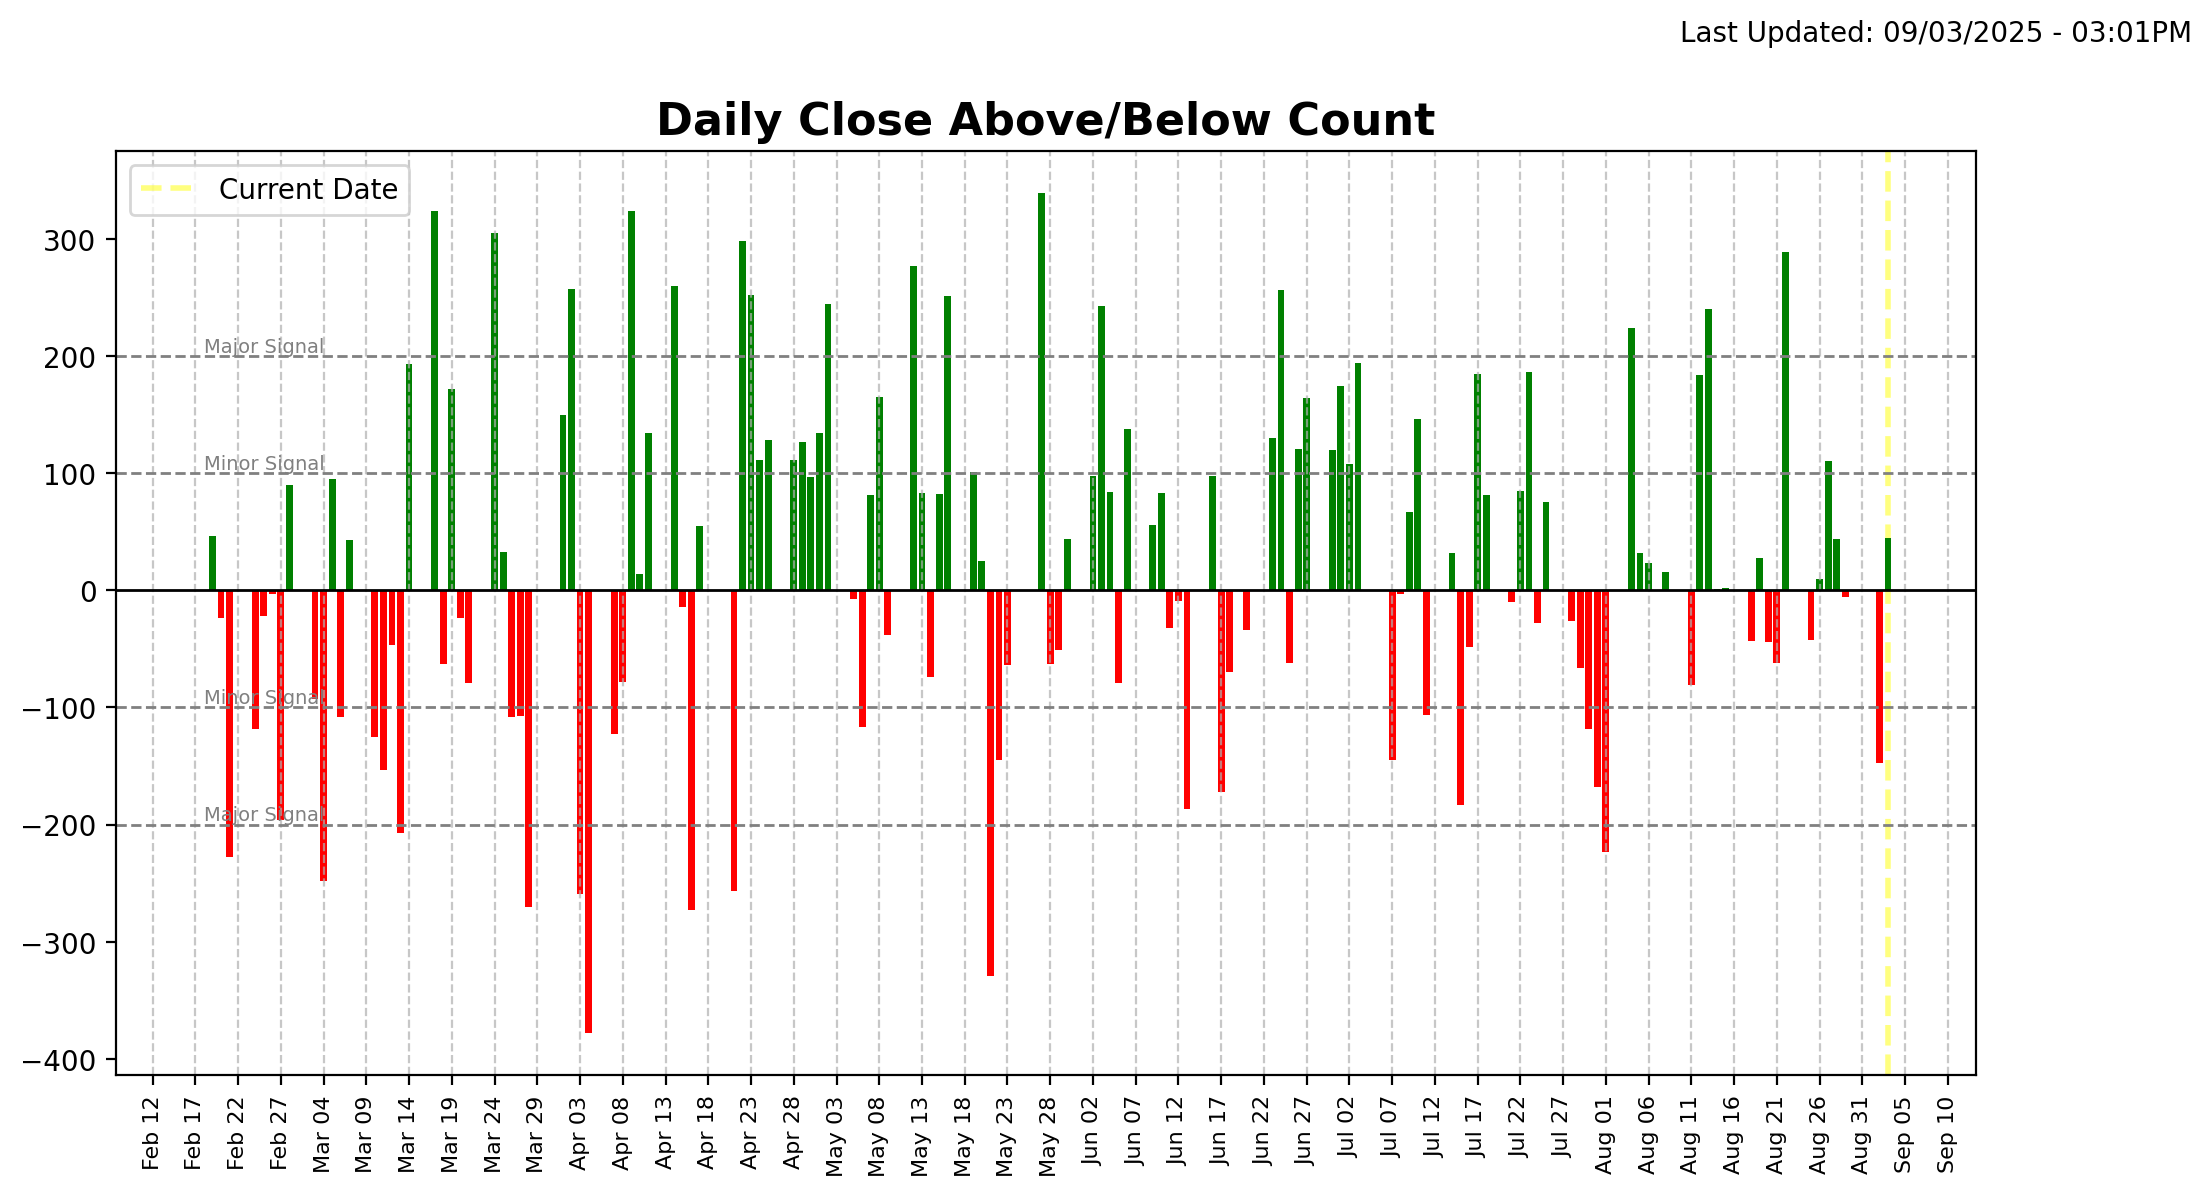 Last Updated: 09/03/2025 - 03:01PM
Daily Close Above/Below Count
Current Date
300
200
100
0
−100
−200
−300
−400
Major Signal
Minor Signal
Minor Signal
Major Signal
Feb 12
Feb 17
Feb 22
Feb 27
Mar 04
Mar 09
Mar 14
Mar 19
Mar 24
Mar 29
Apr 03
Apr 08
Apr 13
Apr 18
Apr 23
Apr 28
May 03
May 08
May 13
May 18
May 23
May 28
Jun 02
Jun 07
Jun 12
Jun 17
Jun 22
Jun 27
Jul 02
Jul 07
Jul 12
Jul 17
Jul 22
Jul 27
Aug 01
Aug 06
Aug 11
Aug 16
Aug 21
Aug 26
Aug 31
Sep 05
Sep 10